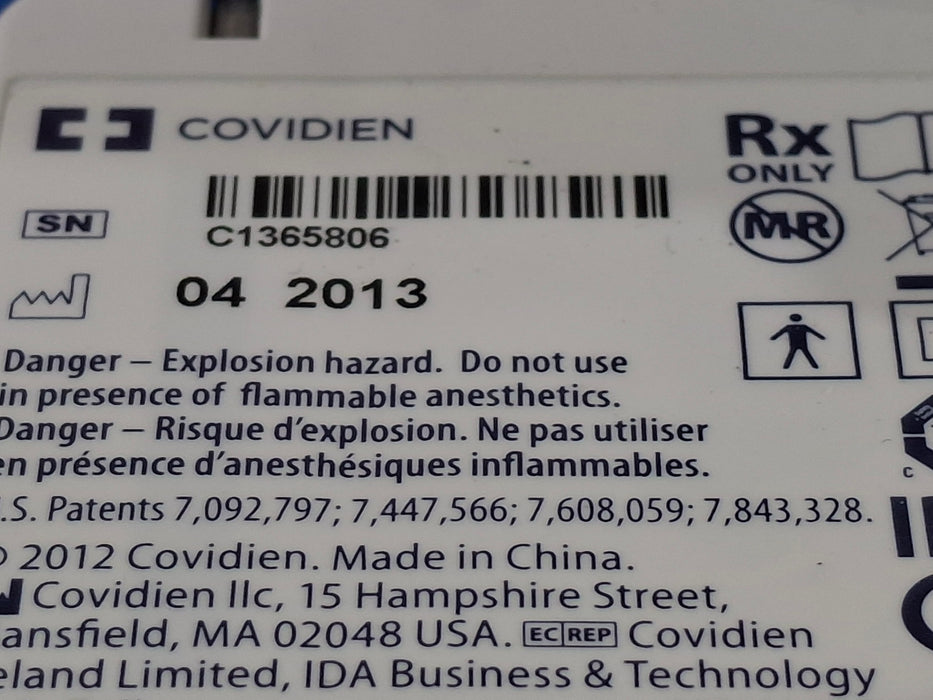 COVIDIEN
Rx
ONLY
SN
C1365806
MR
04 2013
Danger – Explosion hazard. Do not use
in presence of flammable anesthetics.
Danger – Risque d'explosion. Ne pas utiliser
en présence d'anesthésiques inflammables.
.S. Patents 7,092,797; 7,447,566; 7,608,059; 7,843,328.
© 2012 Covidien. Made in China.
Covidien llc, 15 Hampshire Street,
ansfield, MA 02048 USA. EC REP Covidien
eland Limited, IDA Business & Technology